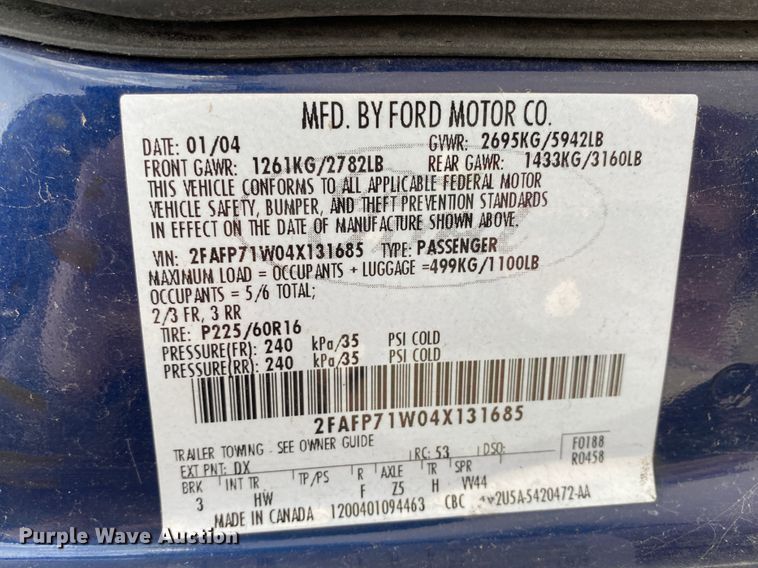 MFD. BY FORD MOTOR CO.
DATE: 01/04 GVWR: 2695KG/5942LB
FRONT GAWR: 1261KG/2782LB REAR GAWR: 1433KG/3160LB
THIS VEHICLE CONFORMS TO ALL APPLICABLE FEDERAL MOTOR
VEHICLE SAFETY, BUMPER, AND THEFT PREVENTION STANDARDS
IN EFFECT ON THE DATE OF MANUFACTURE SHOWN ABOVE.
VIN: 2FAFP71W04X131685 TYPE: PASSENGER
MAXIMUM LOAD = OCCUPANTS + LUGGAGE =499KG/1100LB
OCCUPANTS = 5/6 TOTAL;
2/3 FR, 3 RR
TIRE: P225/60R16
PRESSURE(FR): 240 kPa/35 PSI COLD
PRESSURE(RR): 240 kPa/35 PSI COLD
2FAFP71W04X131685
TRAILER TOWING - SEE OWNER GUIDE
EXT PNT: DX RC: 53 DSO: F0188
R0458
BRK INT TR TP/PS R AXLE TR SPR
3 HW F Z5 H VV44
MADE IN CANADA 1200401094463 CBC 2U5A-5420472-AA
Purple Wave Auction